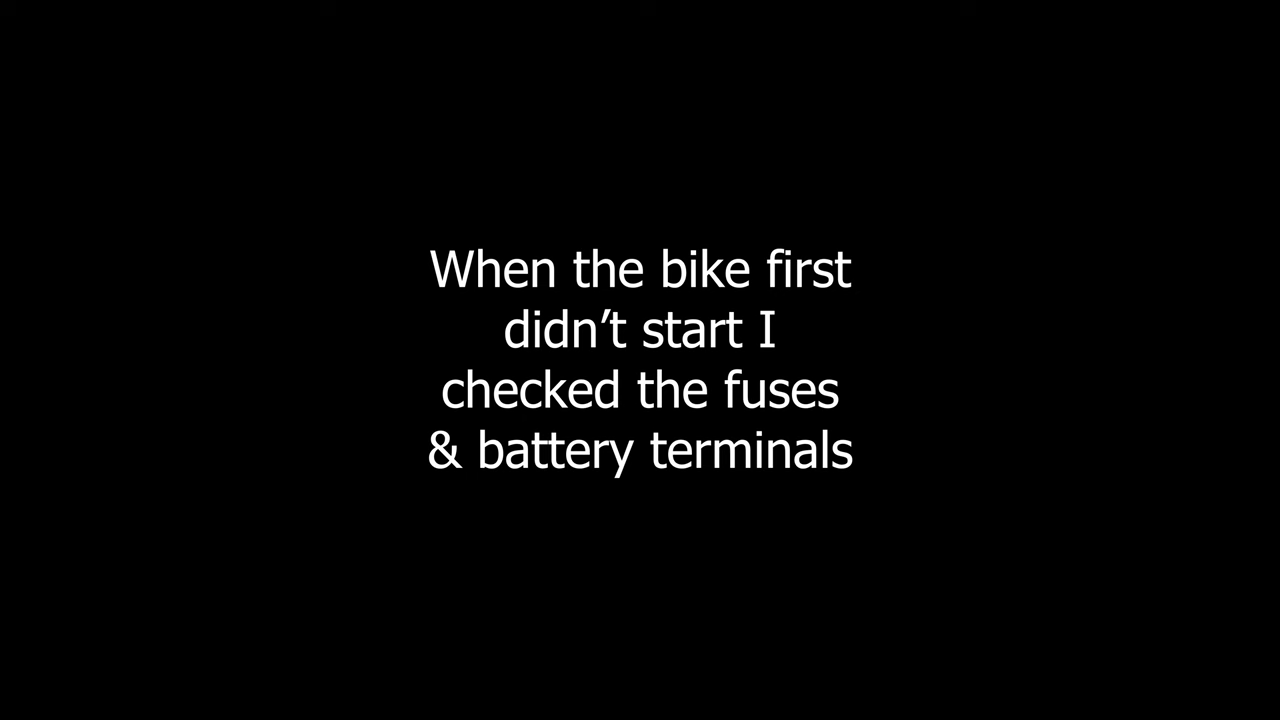 When the bike first
didn’t start I
checked the fuses
& battery terminals